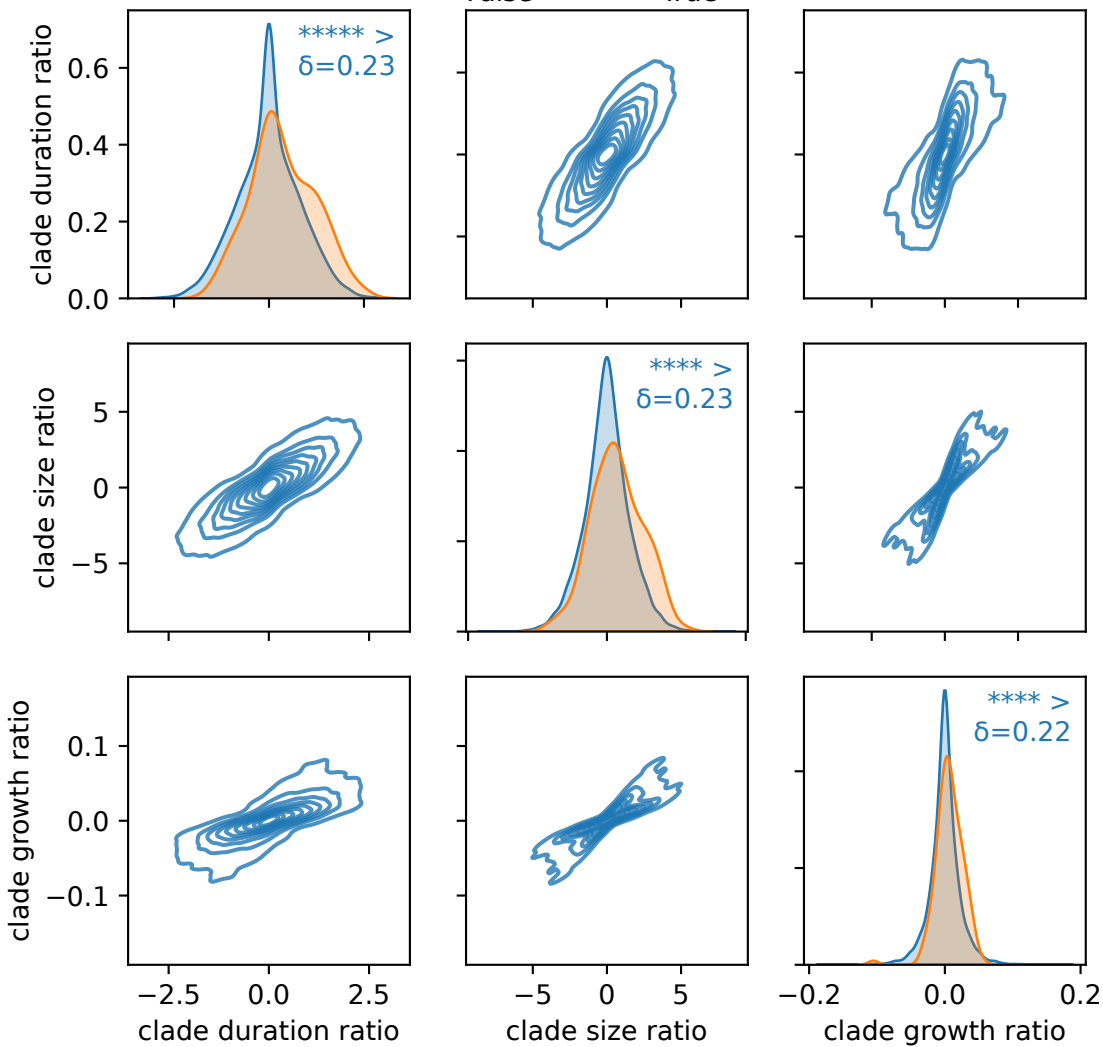 clade duration ratio
0.6
0.4
0.2
0.0
***** >
δ=0.23
clade size ratio
5
0
−5
**** >
δ=0.23
clade growth ratio
0.1
0.0
−0.1
**** >
δ=0.22
−2.5 0.0 2.5
clade duration ratio
−5 0 5
clade size ratio
−0.2 0.0 0.2
clade growth ratio